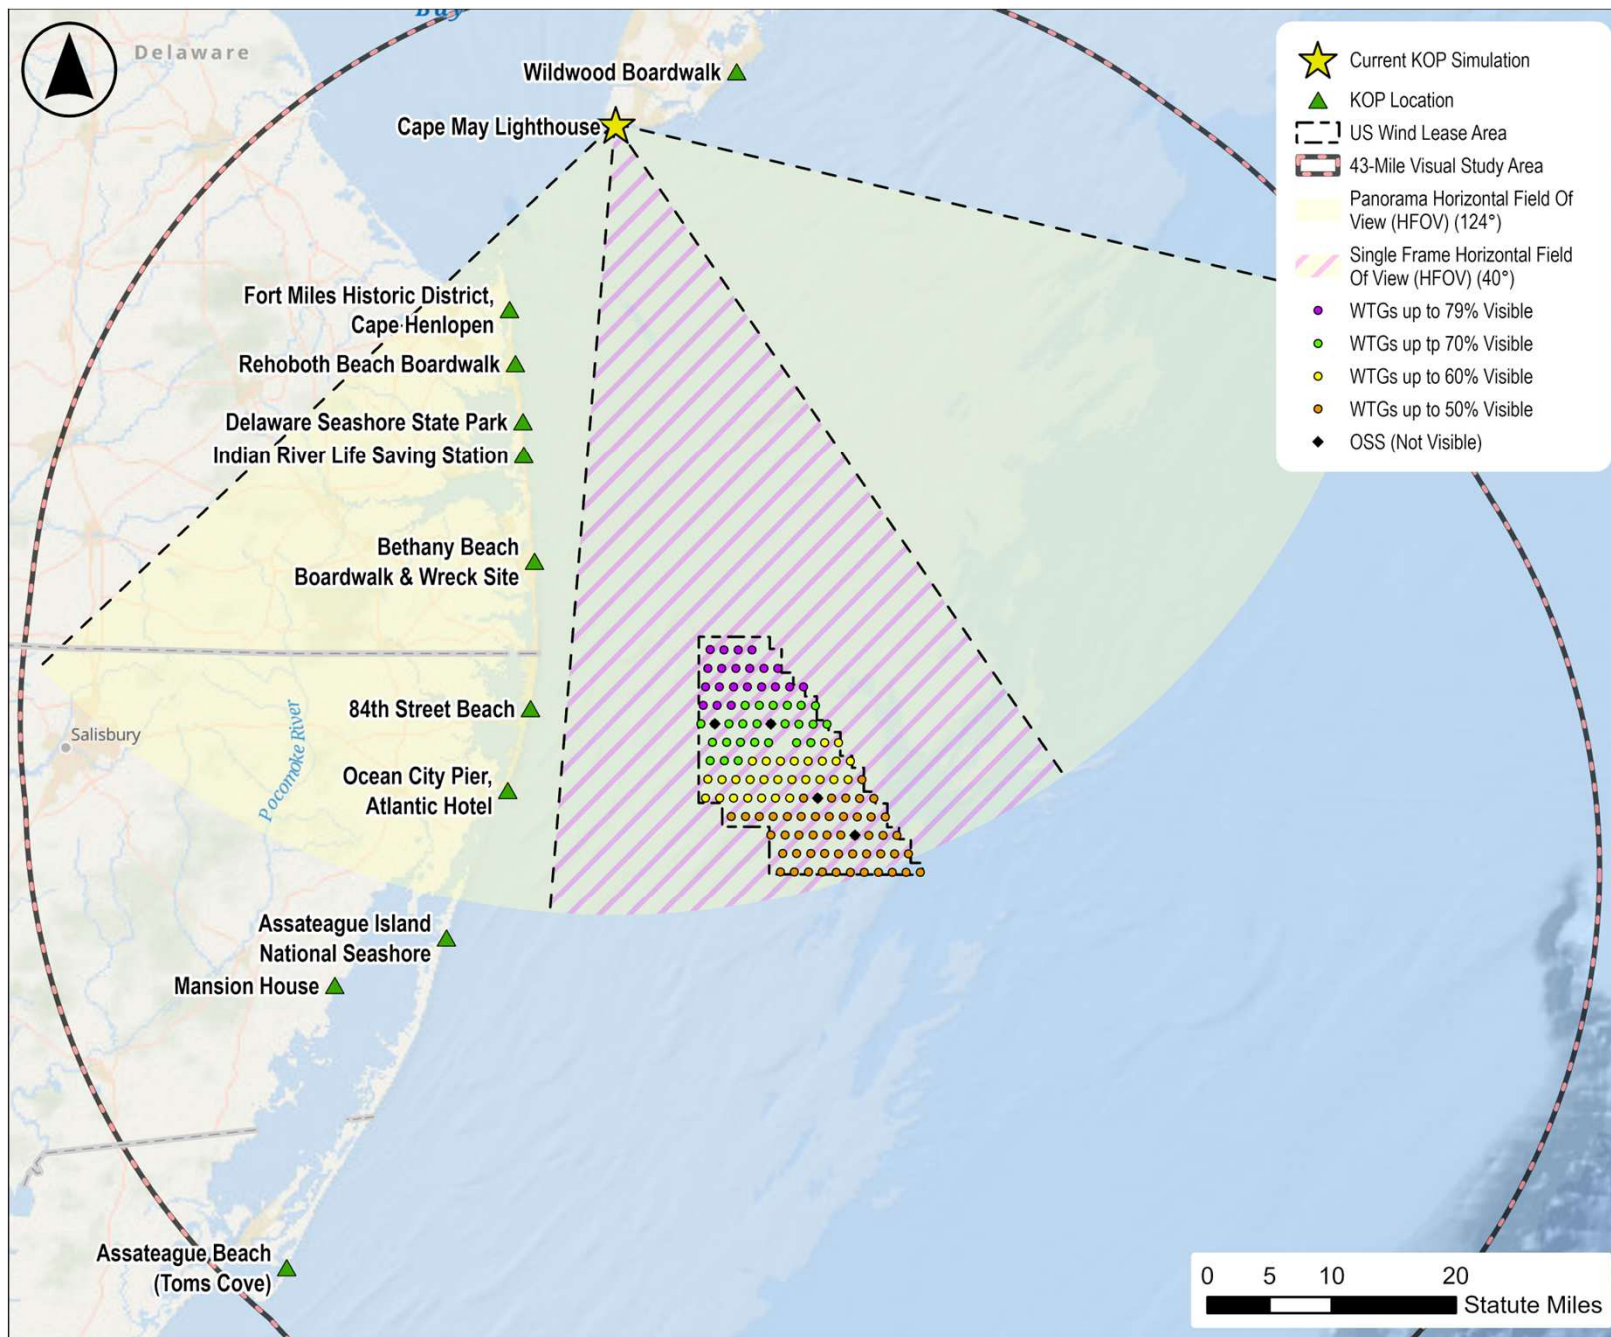 Bay
Delaware
Wildwood Boardwalk
Cape May Lighthouse
Fort Miles Historic District,
Cape Henlopen
Rehoboth Beach Boardwalk
Delaware Seashore State Park
Indian River Life Saving Station
Bethany Beach
Boardwalk & Wreck Site
84th Street Beach
Salisbury
Pocomoke River
Ocean City Pier,
Atlantic Hotel
Assateague Island
National Seashore
Mansion House
Assateague Beach
(Toms Cove)
Current KOP Simulation
KOP Location
US Wind Lease Area
43-Mile Visual Study Area
Panorama Horizontal Field Of
View (HFOV) (124°)
Single Frame Horizontal Field
Of View (HFOV) (40°)
WTGs up to 79% Visible
WTGs up tp 70% Visible
WTGs up to 60% Visible
WTGs up to 50% Visible
OSS (Not Visible)
0 5 10 20
Statute Miles